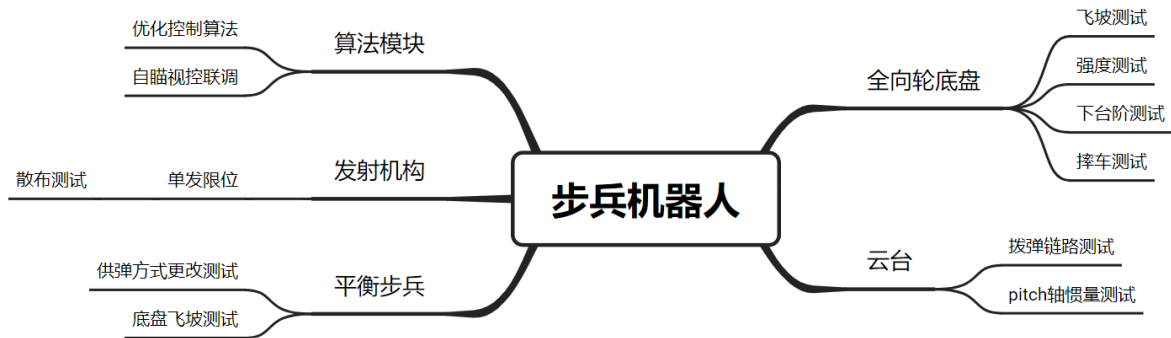 步兵机器人
算法模块
优化控制算法
自瞄视控联调
发射机构
单发限位
散布测试
平衡步兵
供弹方式更改测试
底盘飞坡测试
全向轮底盘
飞坡测试
强度测试
下台阶测试
摔车测试
云台
拨弹链路测试
pitch轴惯量测试